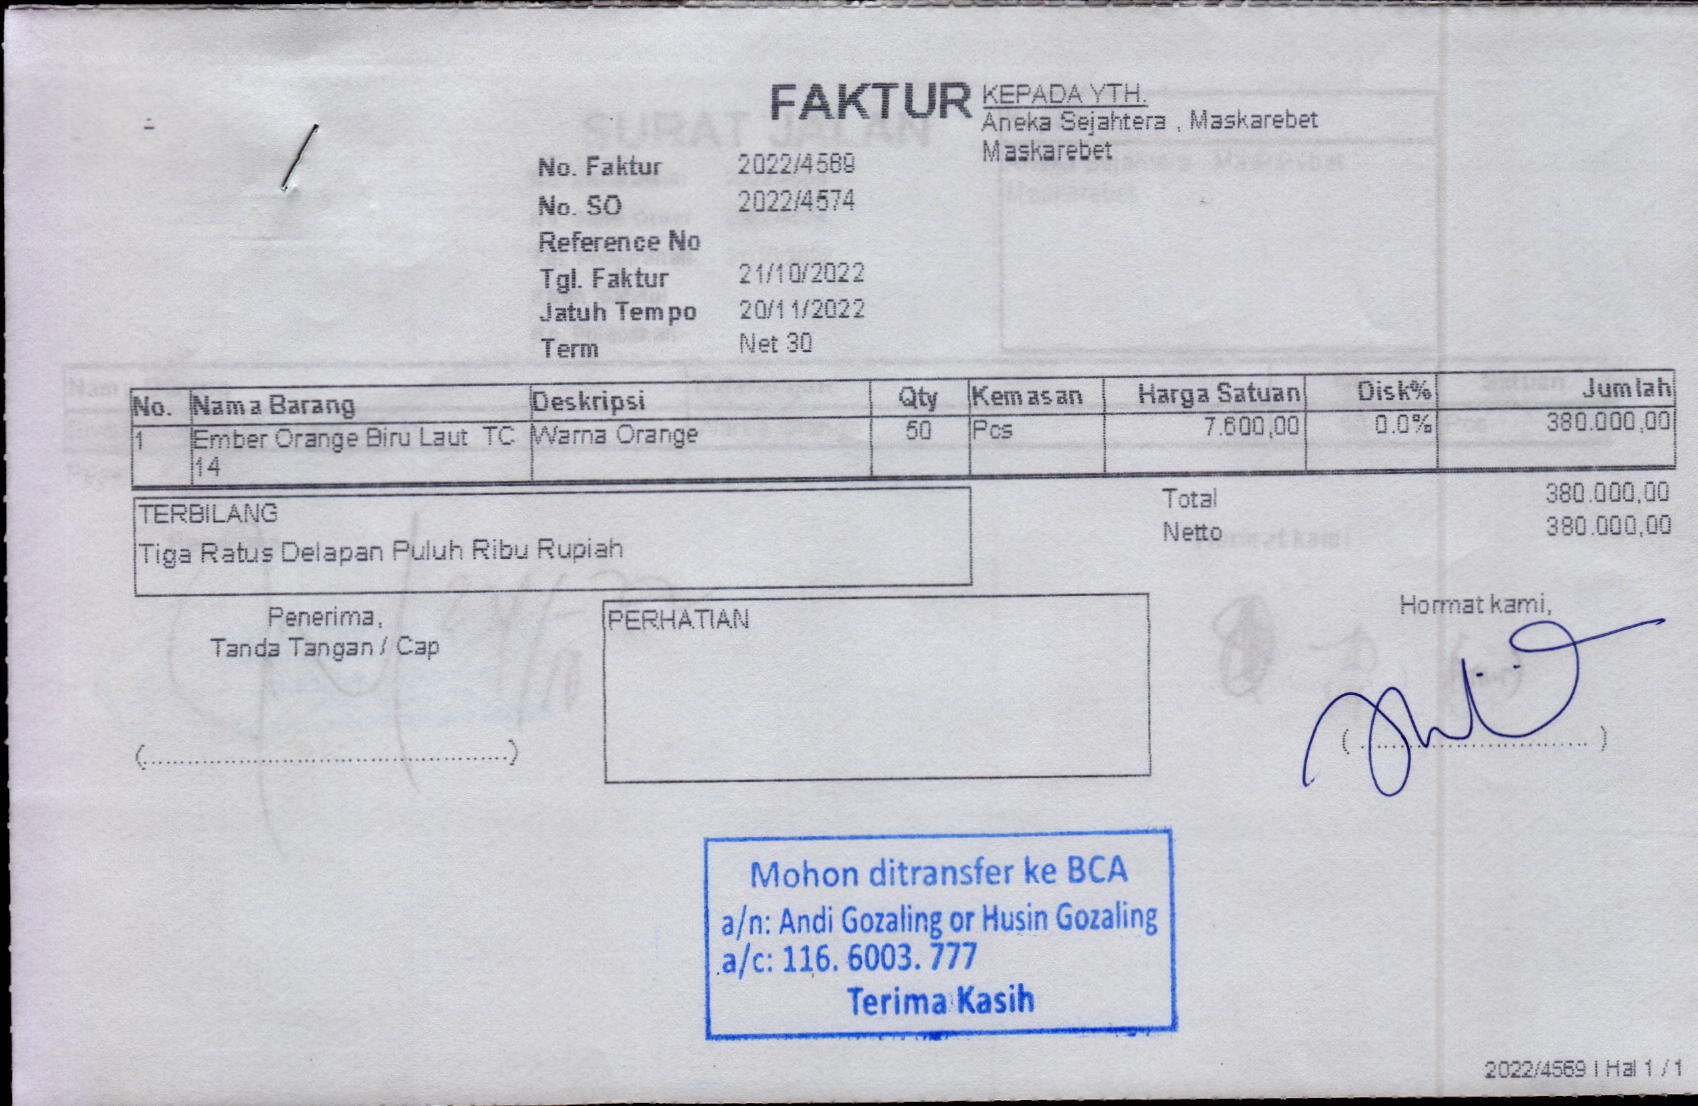 FAKTUR
KEPADA YTH.
Aneka Sejahtera , Maskarebet
Maskarebet
No. Faktur 2022/4569
No. SO 2022/4574
Reference No
Tgl. Faktur 21/10/2022
Jatuh Tempo 20/11/2022
Term Net 30
No. Nama Barang Deskripsi Qty Kemasan Harga Satuan Disk% Jumlah
1 Ember Orange Biru Laut TC Warna Orange 50 Pcs 7.600,00 0.0% 380.000,00
14
Total 380.000,00
Netto 380.000,00
TERBILANG
Tiga Ratus Delapan Puluh Ribu Rupiah
Penerima,
Tanda Tangan / Cap
(................................................)
PERHATIAN
Hormat kami,
(................................)
Mohon ditransfer ke BCA
a/n: Andi Gozaling or Husin Gozaling
a/c: 116. 6003. 777
Terima Kasih
2022/4569 | Hal 1 / 1